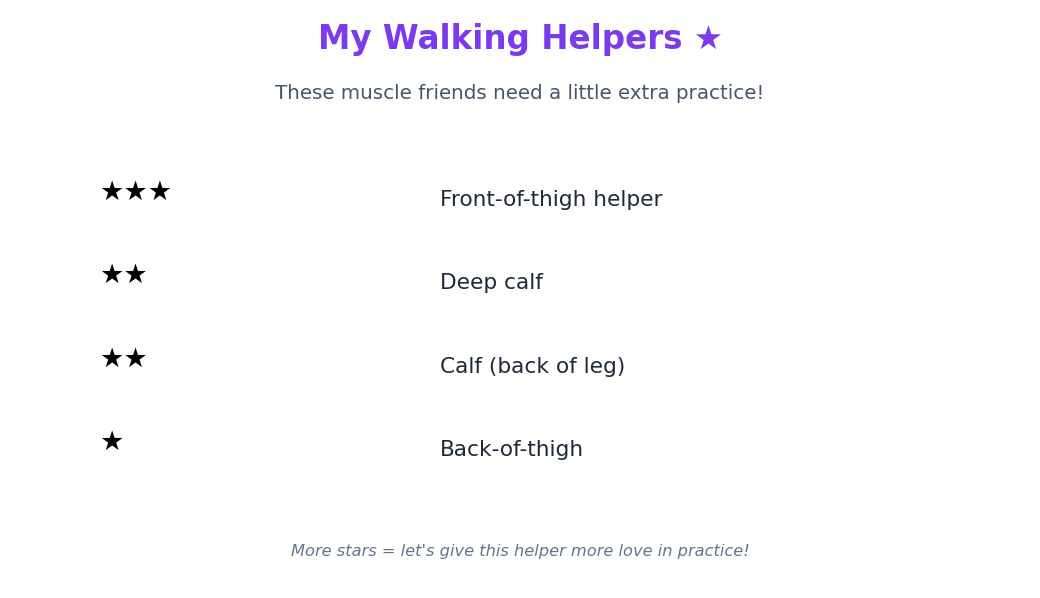 My Walking Helpers ★
These muscle friends need a little extra practice!
★★★ Front-of-thigh helper
★★ Deep calf
★★ Calf (back of leg)
★ Back-of-thigh
More stars = let's give this helper more love in practice!